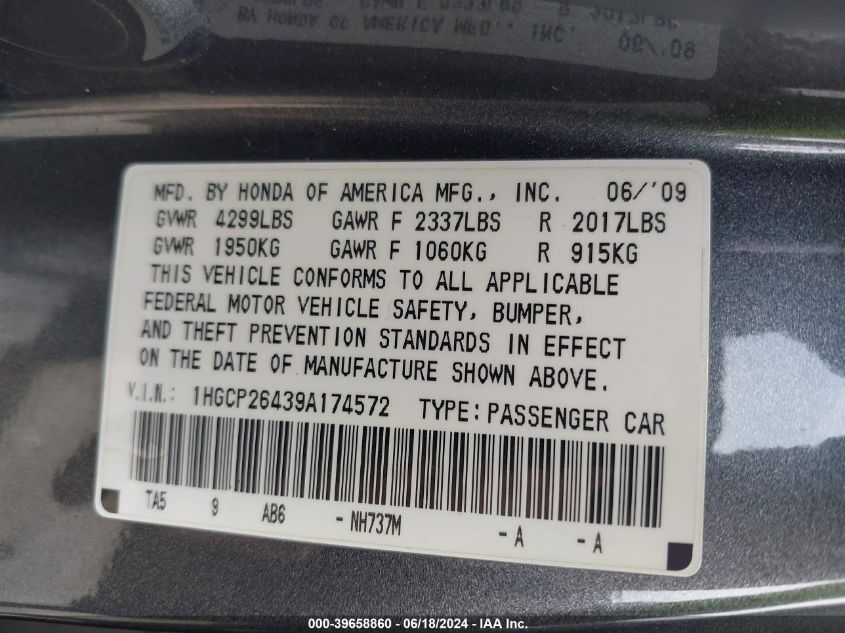 MFD. BY HONDA OF AMERICA MFG., INC. 06/'09
GVWR 4299LBS GAWR F 2337LBS R 2017LBS
GVWR 1950KG GAWR F 1060KG R 915KG
THIS VEHICLE CONFORMS TO ALL APPLICABLE
FEDERAL MOTOR VEHICLE SAFETY, BUMPER,
AND THEFT PREVENTION STANDARDS IN EFFECT
ON THE DATE OF MANUFACTURE SHOWN ABOVE.
V.I.N.: 1HGCP26439A174572 TYPE:PASSENGER CAR
TA5 9 AB6 -NH737M -A -A
000-39658860 - 06/18/2024 - IAA Inc.